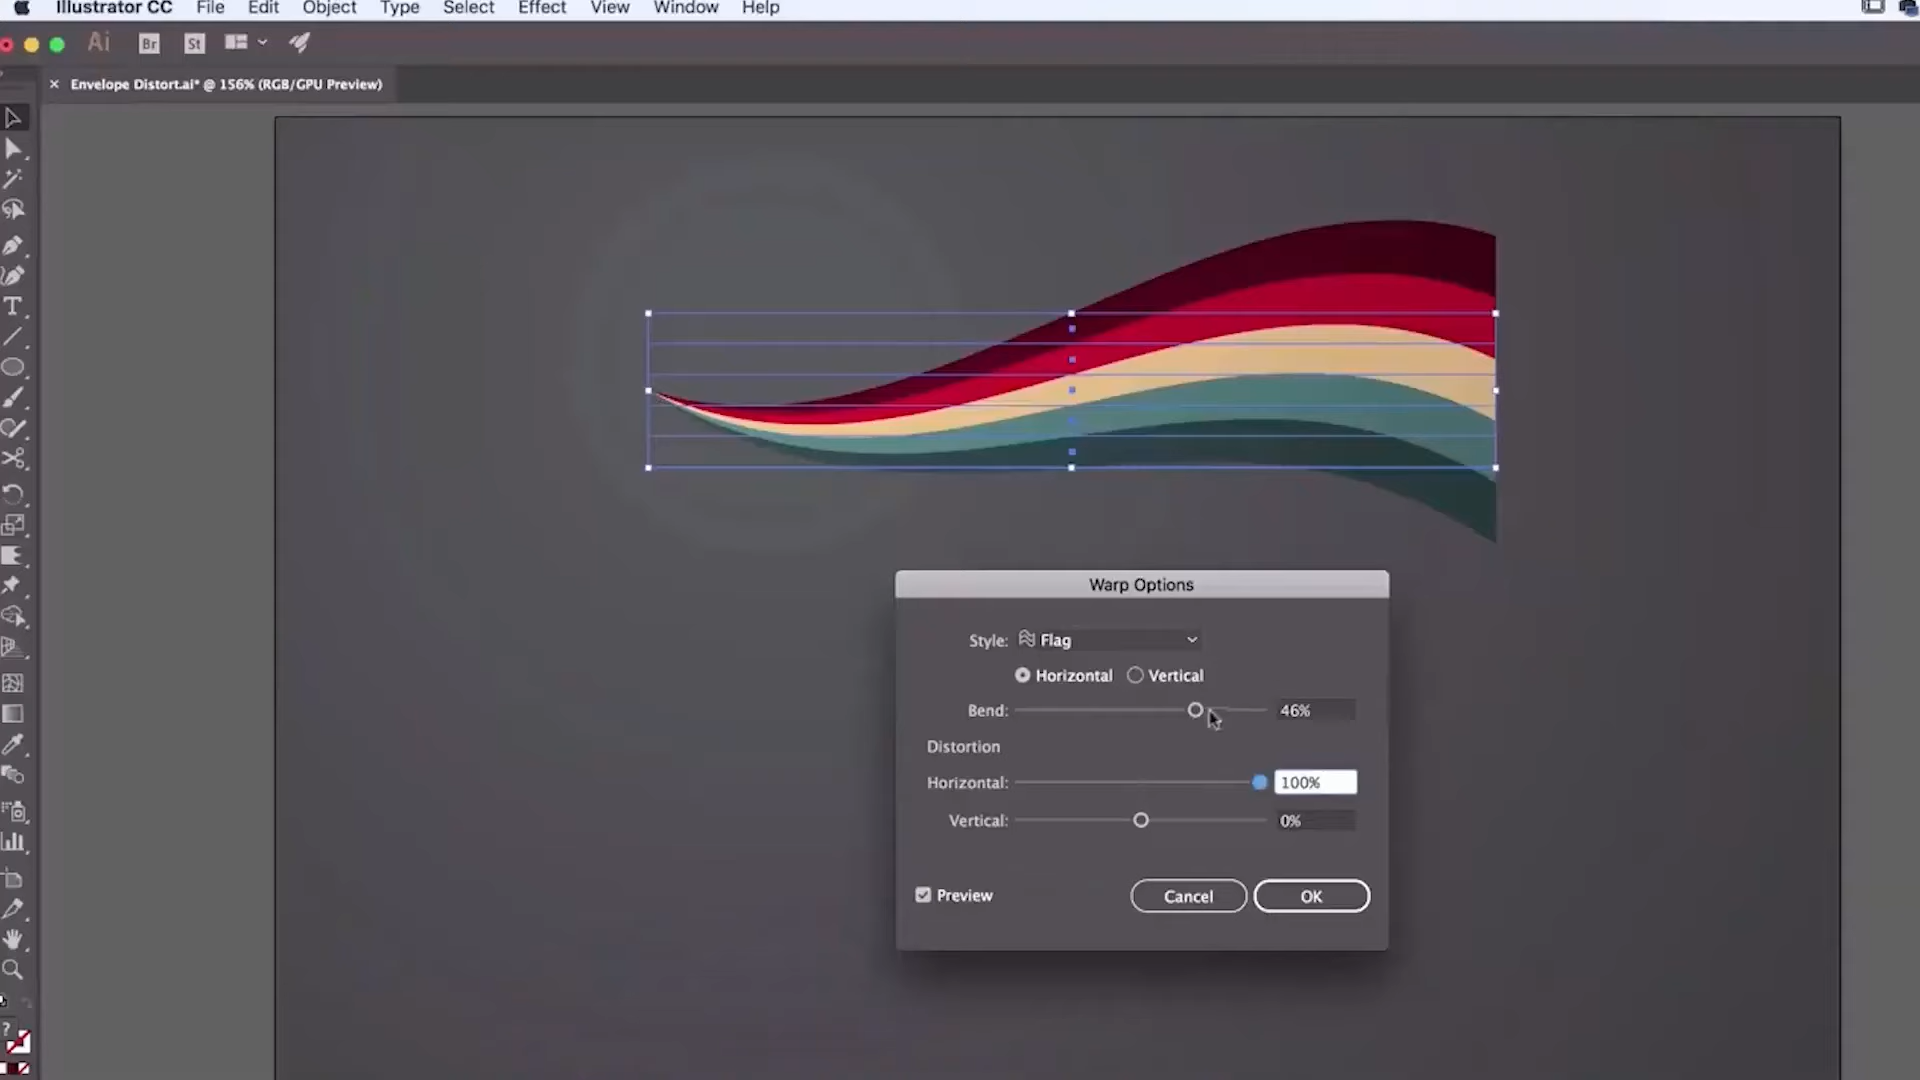 Illustrator CC File Edit Object Type Select Effect View Window Help
Ai Br St
× Envelope Distort.ai* @ 156% (RGB/GPU Preview)
Warp Options
Style: Flag
Horizontal Vertical
Bend: 46%
Distortion
Horizontal: 100%
Vertical: 0%
Preview Cancel OK
T
?